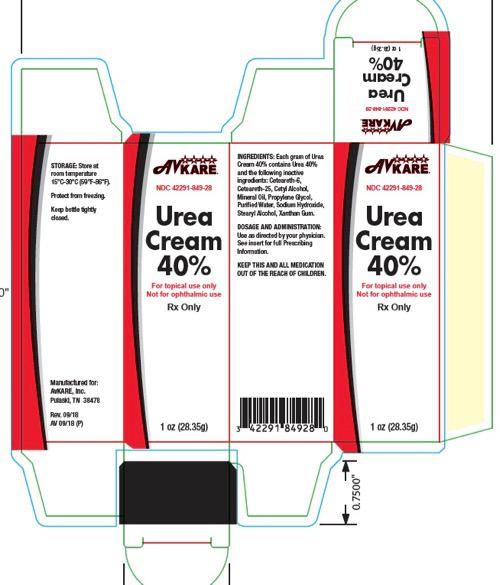 1 oz (28.35g)
Urea
Cream
40%
NDC 42291-849-28
AVKARE
STORAGE: Store at
room temperature
15°C-30°C (59°F-86°F).
Protect from freezing.
Keep bottle tightly
closed.
Manufactured for:
AvKARE, Inc.
Pulaski, TN 38478
Rev. 09/18
AV 09/18 (P)
AVKARE
NDC 42291-849-28
Urea
Cream
40%
For topical use only
Not for ophthalmic use
Rx Only
1 oz (28.35g)
INGREDIENTS: Each gram of Urea
Cream 40% contains Urea 40%
and the following inactive
ingredients: Ceteareth-6,
Ceteareth-25, Cetyl Alcohol,
Mineral Oil, Propylene Glycol,
Purified Water, Sodium Hydroxide,
Stearyl Alcohol, Xanthan Gum.
DOSAGE AND ADMINISTRATION:
Use as directed by your physician.
See insert for full Prescribing
Information.
KEEP THIS AND ALL MEDICATION
OUT OF THE REACH OF CHILDREN.
3 42291 84928 0
AVKARE
NDC 42291-849-28
Urea
Cream
40%
For topical use only
Not for ophthalmic use
Rx Only
1 oz (28.35g)
0.7500"